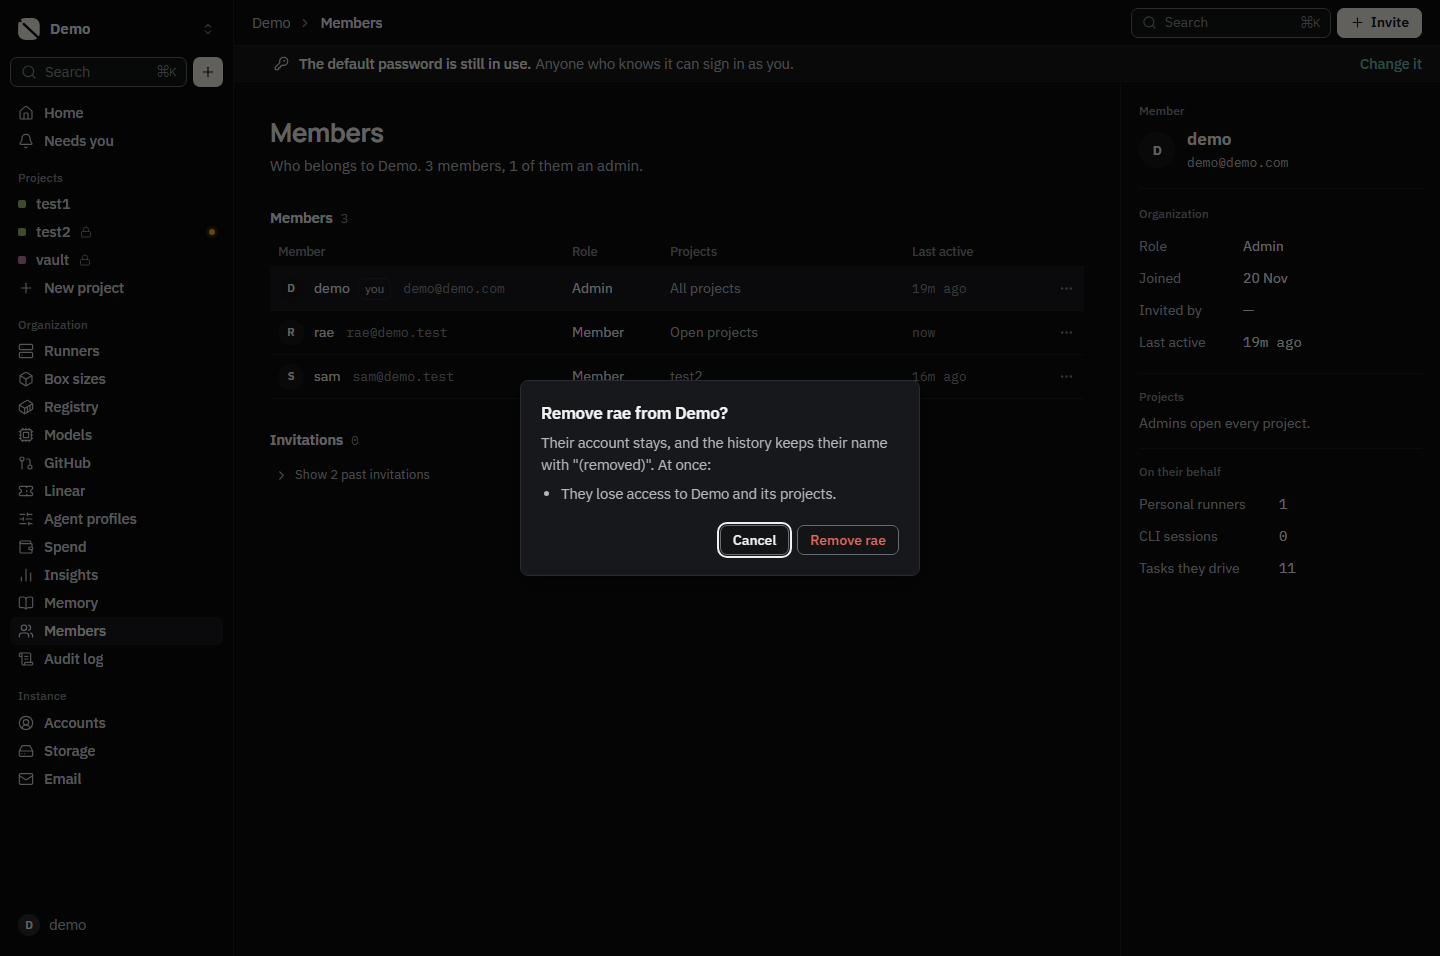 Demo
Search ⌘K
Home
Needs you
Projects
test1
test2
vault
New project
Organization
Runners
Box sizes
Registry
Models
GitHub
Linear
Agent profiles
Spend
Insights
Memory
Members
Audit log
Instance
Accounts
Storage
Email
D demo
Demo > Members
Search ⌘K
Invite
The default password is still in use. Anyone who knows it can sign in as you.
Change it
Members
Who belongs to Demo. 3 members, 1 of them an admin.
Members 3
Member Role Projects Last active
D demo you demo@demo.com Admin All projects 19m ago
R rae rae@demo.test Member Open projects now
S sam sam@demo.test Member test2 16m ago
Invitations 0
Show 2 past invitations
Remove rae from Demo?
Their account stays, and the history keeps their name
with "(removed)". At once:
• They lose access to Demo and its projects.
Cancel Remove rae
Member
D demo
demo@demo.com
Organization
Role Admin
Joined 20 Nov
Invited by —
Last active 19m ago
Projects
Admins open every project.
On their behalf
Personal runners 1
CLI sessions 0
Tasks they drive 11